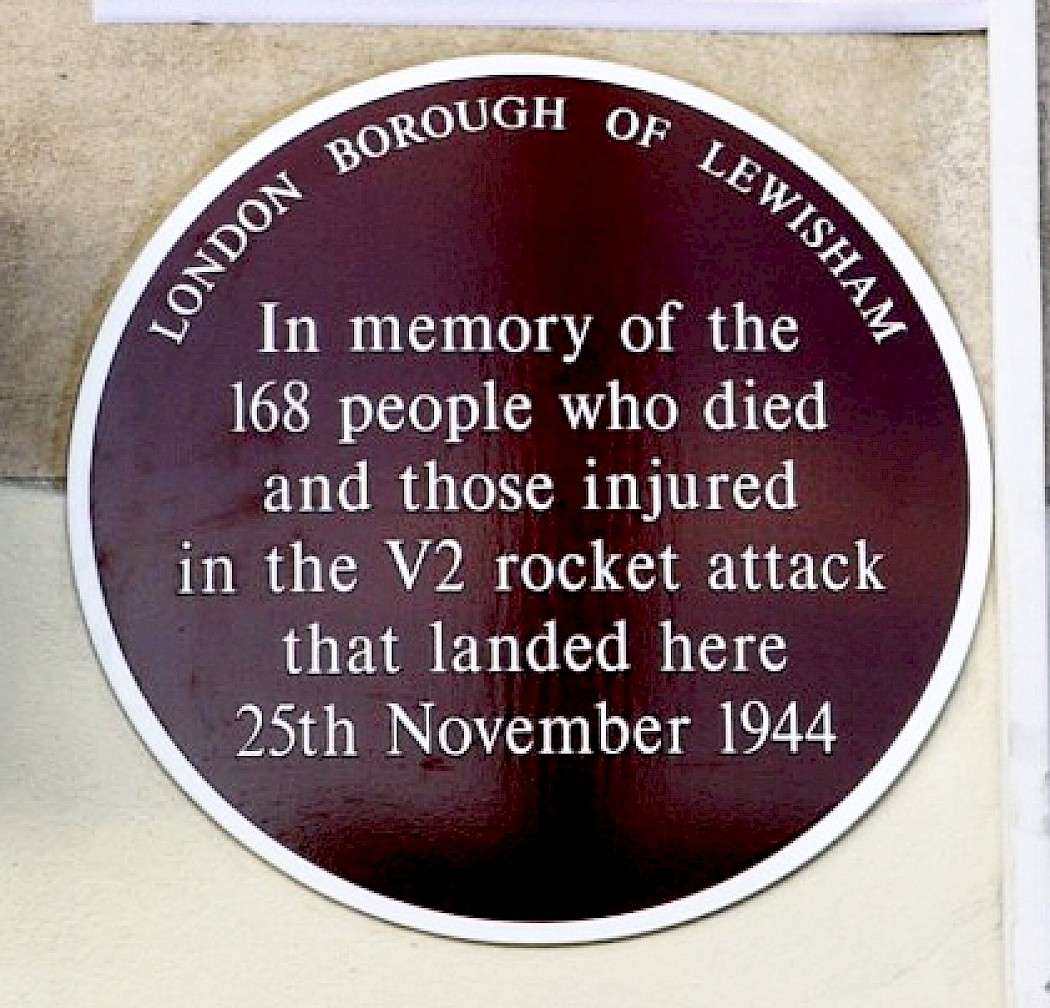 LONDON BOROUGH OF LEWISHAM
In memory of the
168 people who died
and those injured
in the V2 rocket attack
that landed here
25th November 1944